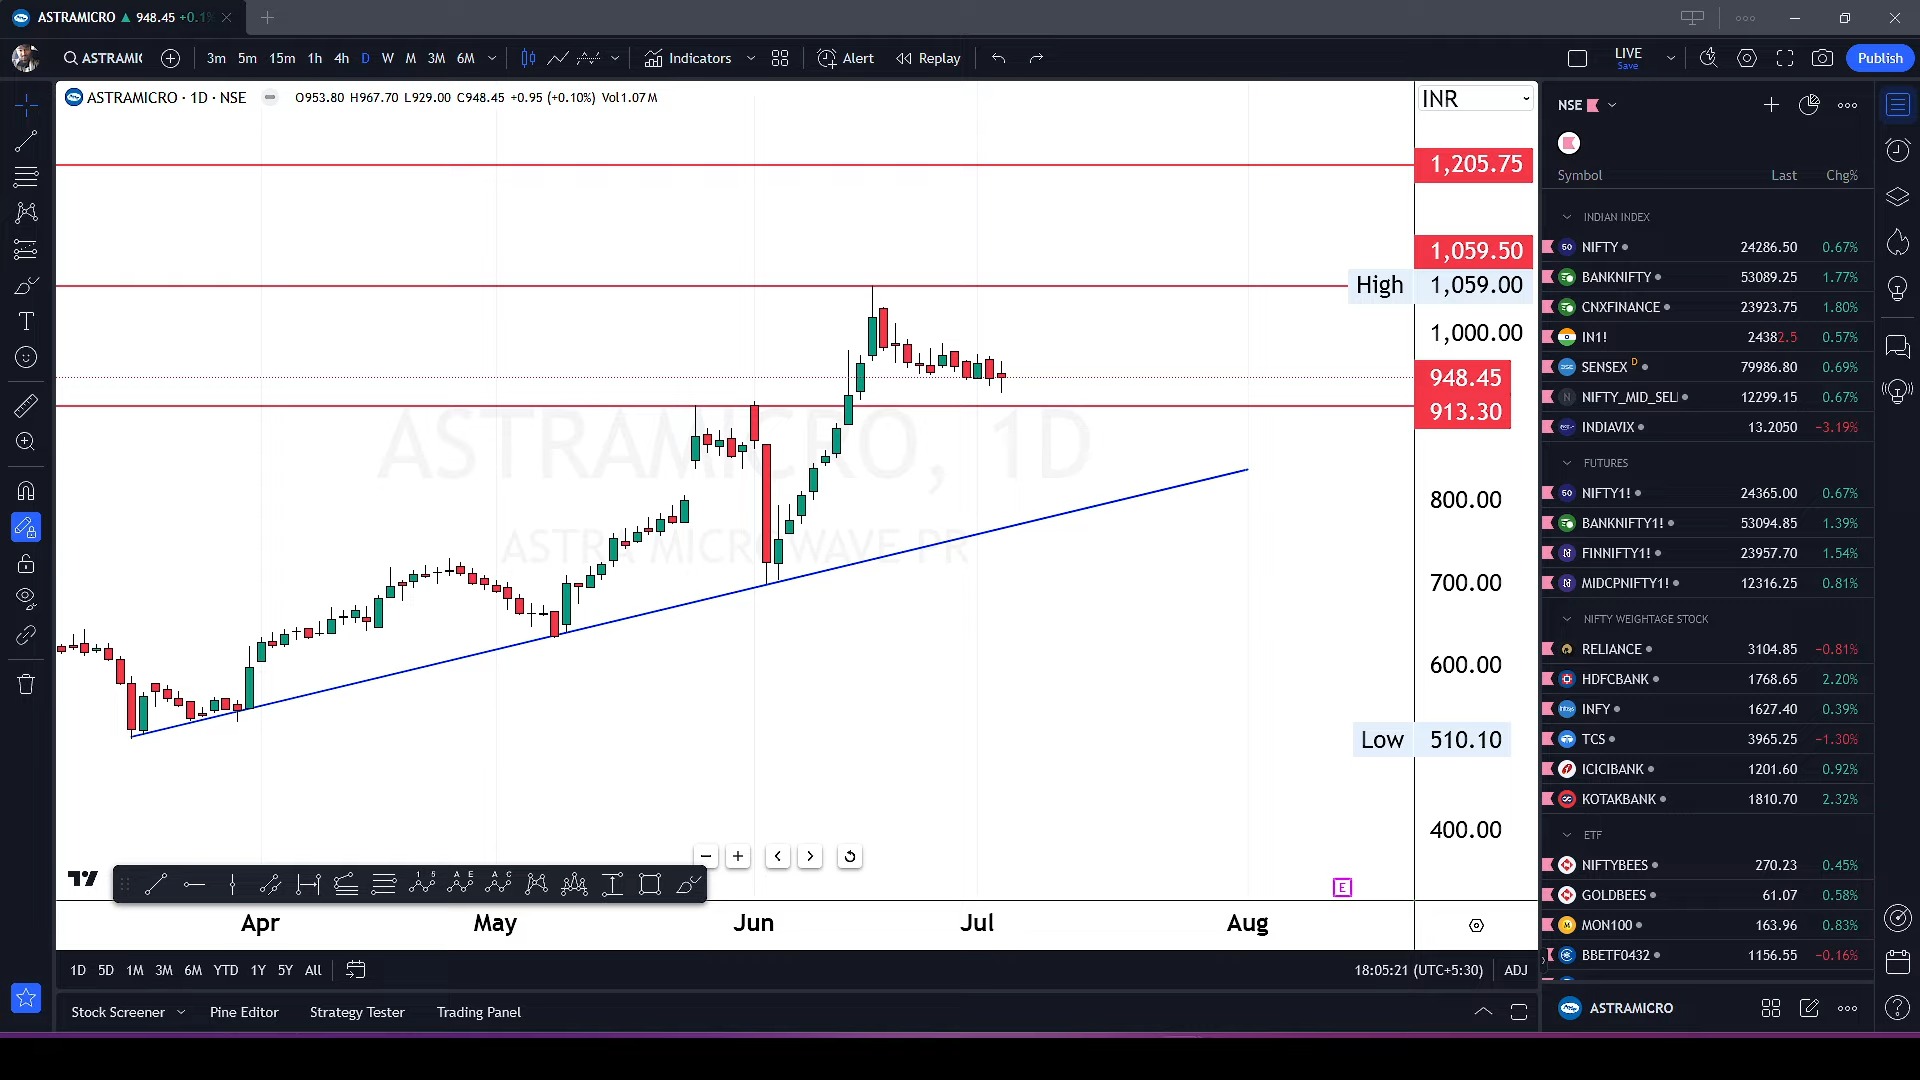 ASTRAMICRO ▲ 948.45 +0.1
ASTRAMIC
3m 5m 15m 1h 4h D W M 3M 6M
Indicators
Alert
Replay
LIVE
Save
Publish
ASTRAMICRO · 1D · NSE
O953.80 H967.70 L929.00 C948.45 +0.95 (+0.10%) Vol1.07M
INR
1,205.75
1,059.50
High 1,059.00
1,000.00
948.45
913.30
800.00
700.00
600.00
Low 510.10
400.00
ASTRAMICRO, 1D
ASTRA MICROWAVE PR
E
Apr May Jun Jul Aug
1D 5D 1M 3M 6M YTD 1Y 5Y All
18:05:21 (UTC+5:30) ADJ
Stock Screener Pine Editor Strategy Tester Trading Panel
NSE
Symbol Last Chg%
INDIAN INDEX
NIFTY 24286.50 0.67%
BANKNIFTY 53089.25 1.77%
CNXFINANCE 23923.75 1.80%
IN1! 24382.5 0.57%
SENSEX D 79986.80 0.69%
NIFTY_MID_SEL 12299.15 0.67%
INDIAVIX 13.2050 −3.19%
FUTURES
NIFTY1! 24365.00 0.67%
BANKNIFTY1! 53094.85 1.39%
FINNIFTY1! 23957.70 1.54%
MIDCPNIFTY1! 12316.25 0.81%
NIFTY WEIGHTAGE STOCK
RELIANCE 3104.85 −0.81%
HDFCBANK 1768.65 2.20%
INFY 1627.40 0.39%
TCS 3965.25 −1.30%
ICICIBANK 1201.60 0.92%
KOTAKBANK 1810.70 2.32%
ETF
NIFTYBEES 270.23 0.45%
GOLDBEES 61.07 0.58%
MON100 163.96 0.83%
BBETF0432 1156.55 −0.16%
ASTRAMICRO